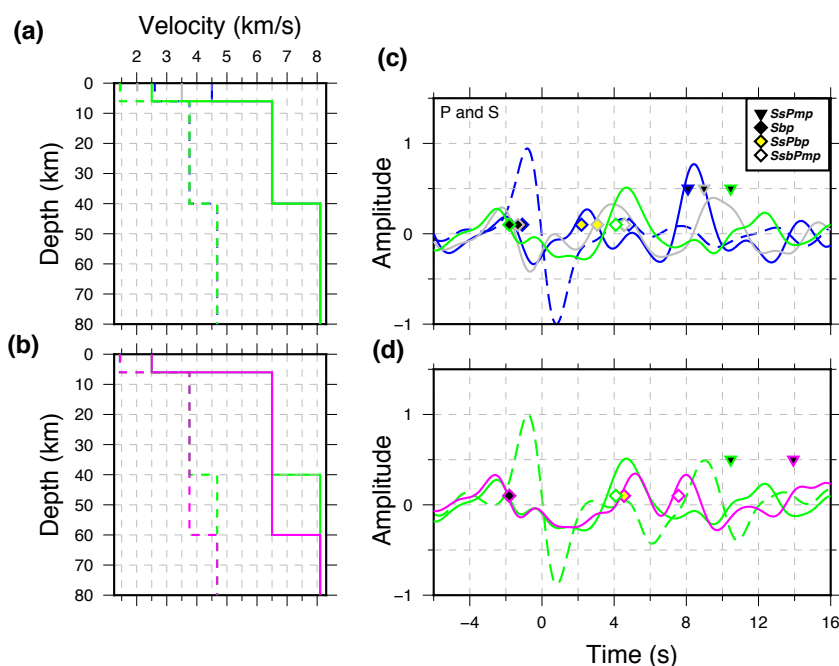 (a)
Velocity (km/s)
2 3 4 5 6 7 8
0
10
20
30
40
50
60
70
80
Depth (km)
(b)
0
10
20
30
40
50
60
70
80
Depth (km)
(c)
P and S
SsPmp
Sbp
SsPbp
SsbPmp
1
0
−1
Amplitude
(d)
1
0
−1
Amplitude
−4 0 4 8 12 16
Time (s)